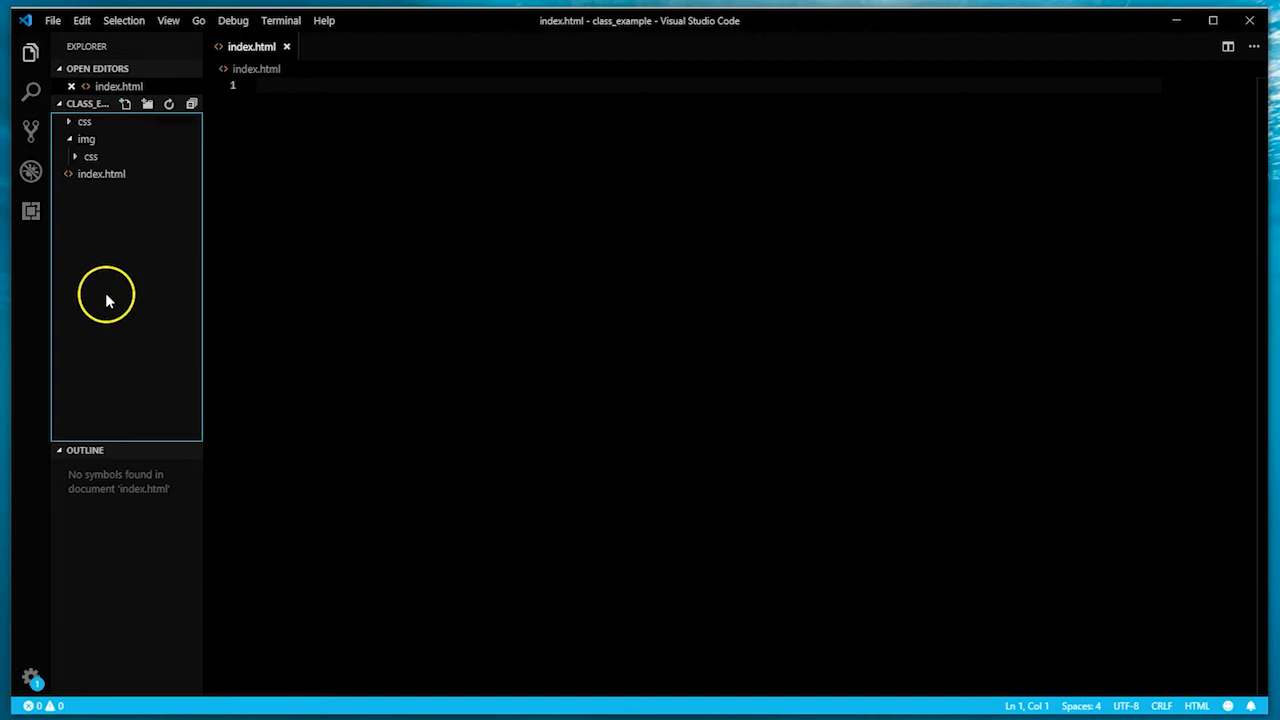 File Edit Selection View Go Debug Terminal Help
index.html - class_example - Visual Studio Code
EXPLORER
index.html
OPEN EDITORS
index.html
index.html
CLASS_E...
1
css
img
css
index.html
OUTLINE
No symbols found in
document 'index.html'
1
0 0
Ln 1, Col 1 Spaces: 4 UTF-8 CRLF HTML